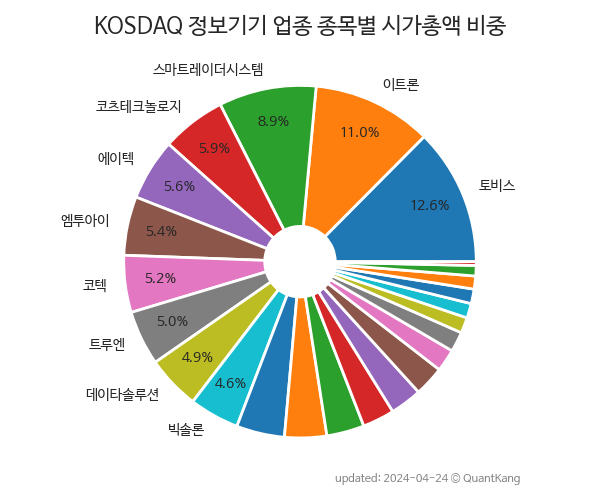 KOSDAQ 정보기기 업종 종목별 시가총액 비중
스마트레이더시스템
이트론
코츠테크놀로지
8.9%
11.0%
5.9%
에이텍
5.6%
12.6%
토비스
엠투아이
5.4%
코텍
5.2%
5.0%
트루엔
4.9%
데이타솔루션
4.6%
빅솔론
updated: 2024-04-24 © QuantKang